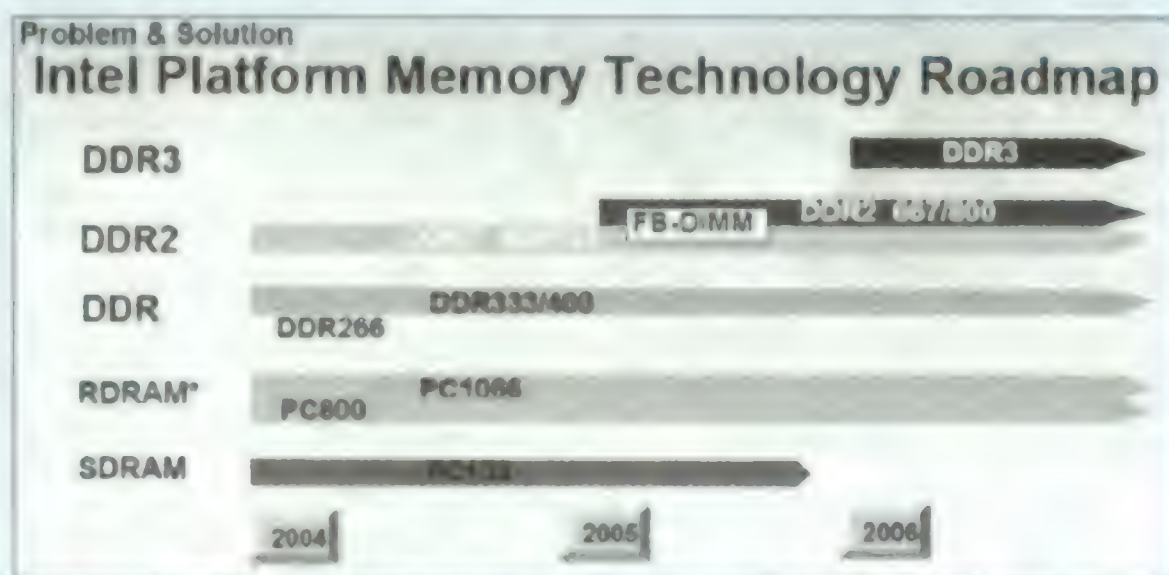 Problem & Solution
Intel Platform Memory Technology Roadmap
DDR3
DDR3
DDR2 667/800
FB-DIMM
DDR2
DDR333/400
DDR
DDR266
PC1066
RDRAM*
PC800
SDRAM
PC133
2004
2005
2006